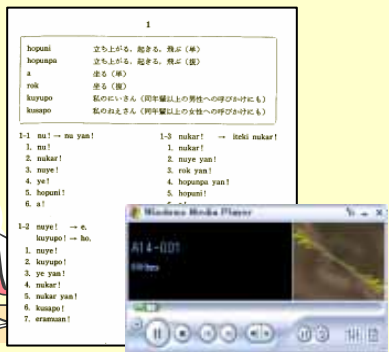 1
hopuni 立ち上がる、起きる、飛ぶ（単）
hopunpa 立ち上がる、起きる、飛ぶ（複）
a 坐る（単）
rok 坐る（複）
kuyupo 私のにいさん（同年輩以上の男性への呼びかけにも）
kusapo 私のねえさん（同年輩以上の女性への呼びかけにも）
1-1 nu! → nu yan!
1. nu!
2. nukar!
3. nuye!
4. ye!
5. hopuni!
6. a!
1-2 nuye! → e,
kuyupo! → ho,
1. nuye!
2. kuyupo!
3. ye yan!
4. nukar!
5. nukar yan!
6. kusapo!
7. eramuan!
1-3 nukar! → iteki nukar!
1. nukar!
2. nuye yan!
3. rok yan!
4. hopunpa yan!
5. hopuni!
Windows Media Player
A14-001